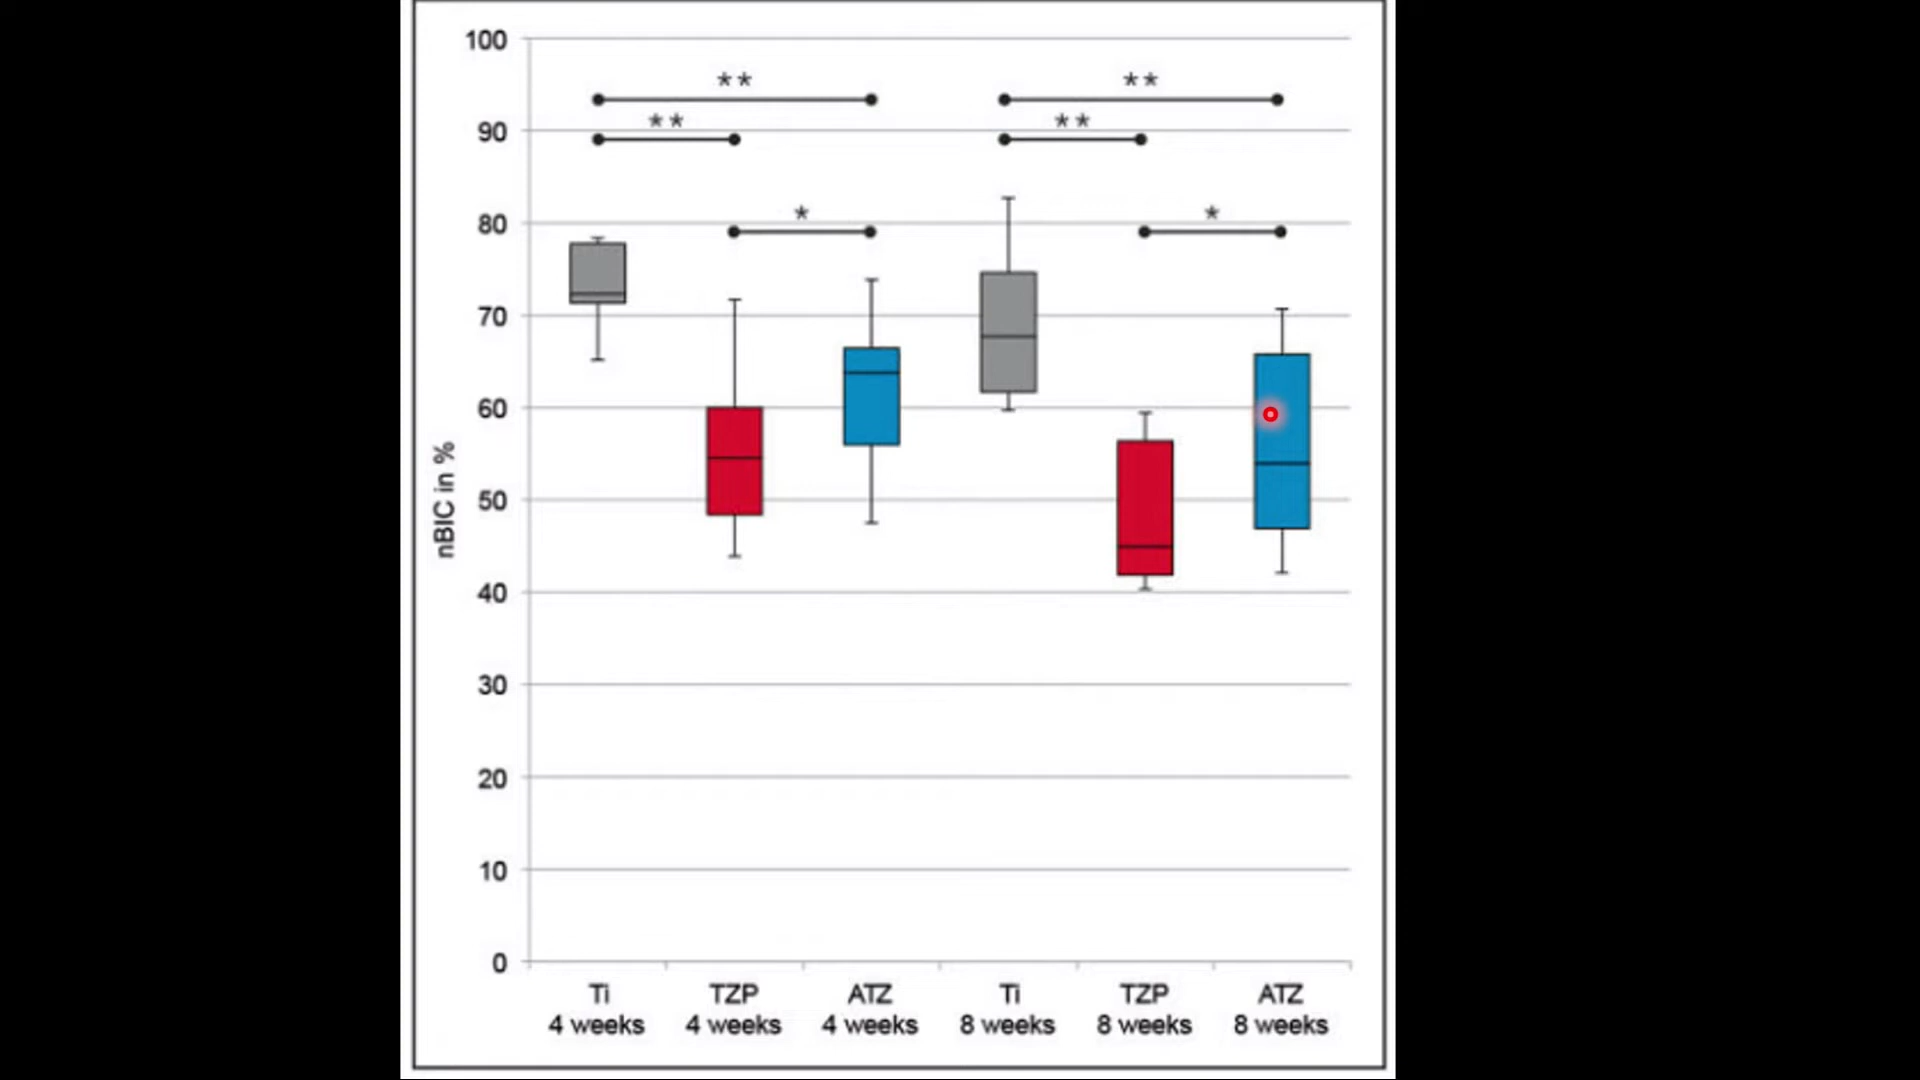 100
**
**
**
90
**
80
*
*
70
60
nBIC in %
50
40
30
20
10
0
Ti
4 weeks
TZP
4 weeks
ATZ
4 weeks
Ti
8 weeks
TZP
8 weeks
ATZ
8 weeks